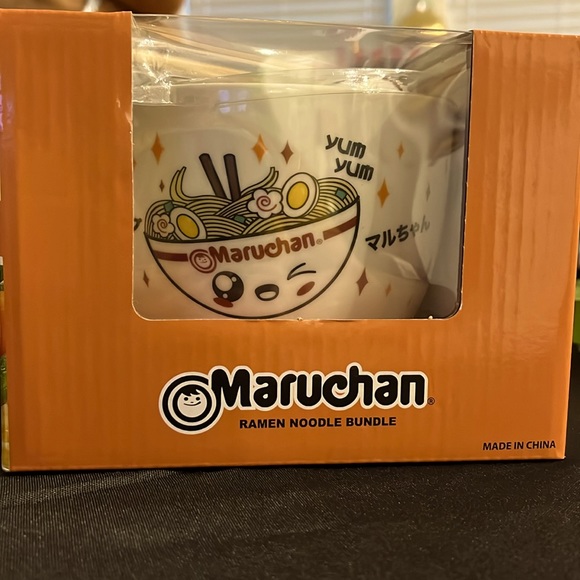 yum
yum
Maruchan®
マルちゃん
Maruchan®
RAMEN NOODLE BUNDLE
MADE IN CHINA